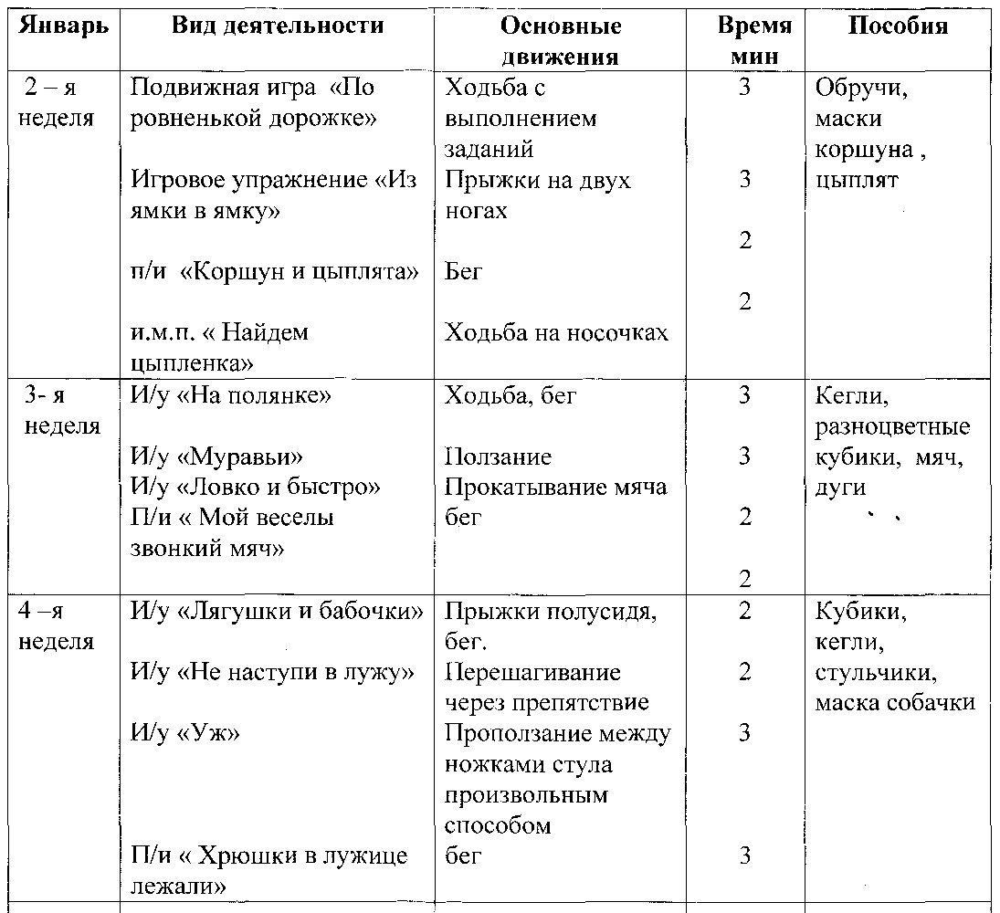 Январь Вид деятельности Основные движения Время мин Пособия
2 – я неделя
Подвижная игра «По
ровненькой дорожке»
Ходьба с
выполнением
заданий
3
Обручи,
маски
коршуна ,
цыплят
Игровое упражнение «Из
ямки в ямку»
Прыжки на двух
ногах
3
2
п/и «Коршун и цыплята»
Бег
2
и.м.п. « Найдем
цыпленка»
Ходьба на носочках
3- я
неделя
И/у «На полянке»
Ходьба, бег
3
Кегли,
разноцветные
кубики, мяч,
дуги
И/у «Муравьи»
Ползание
3
И/у «Ловко и быстро»
Прокатывание мяча
П/и « Мой веселы
звонкий мяч»
бег
2
2
4 –я
неделя
И/у «Лягушки и бабочки»
Прыжки полусидя,
бег.
2
Кубики,
кегли,
стульчики,
маска собачки
И/у «Не наступи в лужу»
Перешагивание
через препятствие
2
И/у «Уж»
Проползание между
ножками стула
произвольным
способом
3
П/и « Хрюшки в лужице
лежали»
бег
3